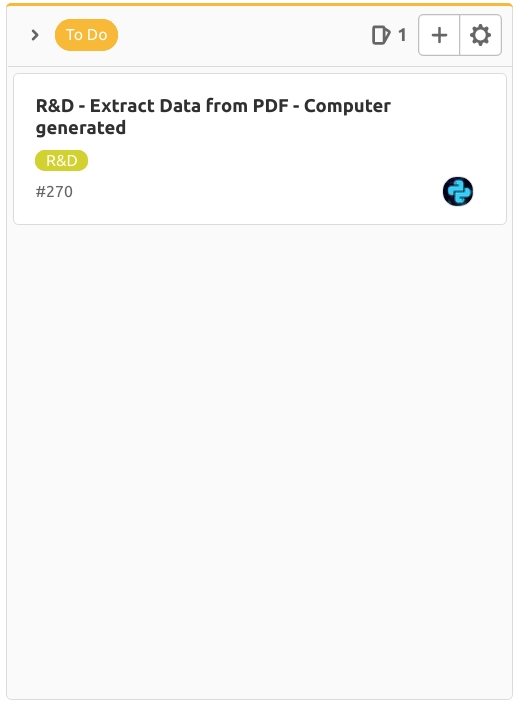 To Do
1
R&D - Extract Data from PDF - Computer
generated
R&D
#270